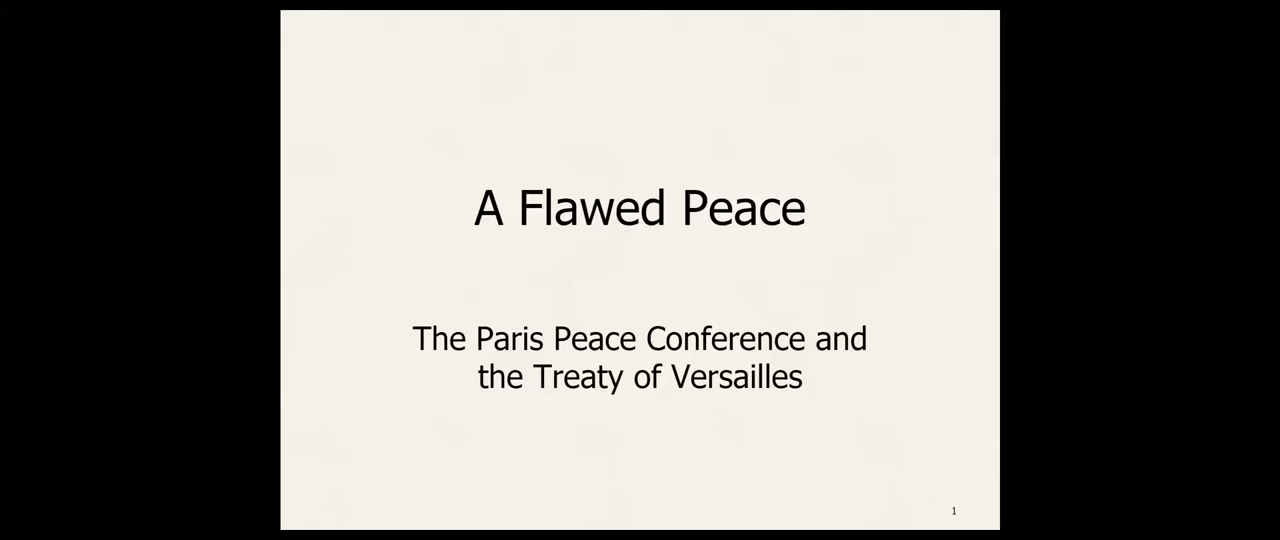 A Flawed Peace
The Paris Peace Conference and
the Treaty of Versailles
1